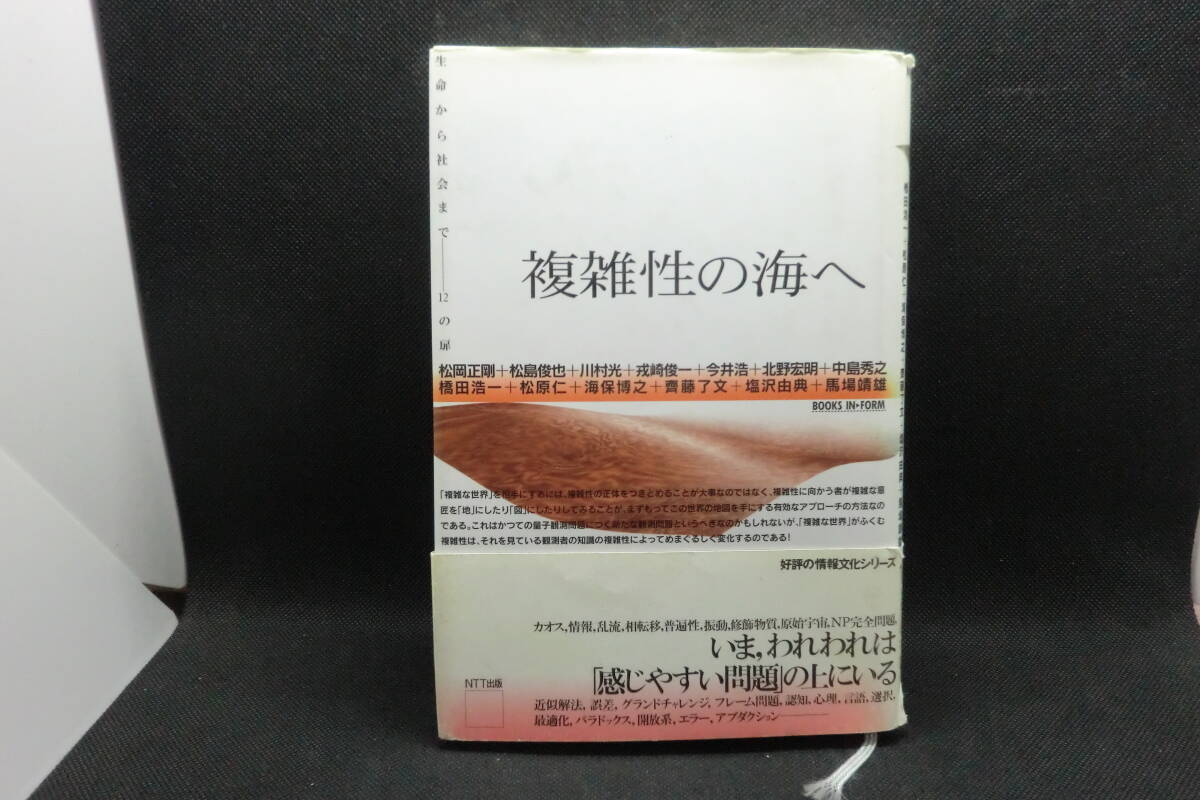 生命から社会まで――12の扉
複雑性の海へ
松岡正剛+松島俊也+川村光+戎崎俊一+今井浩+北野宏明+中島秀之
橋田浩一+松原仁+海保博之+齊藤了文+塩沢由典+馬場靖雄
BOOKS IN▸FORM
「複雑な世界」を相手にするには、複雑性の正体をつきとめることが大事なのではなく、複雑性に向かう者が複雑な意
匠を「地」にしたり「図」にしたりしてみることが、まずもってこの世界の地図を手にする有効なアプローチの方法なの
である。これはかつての量子観測問題につぐ新たな観測問題というべきなのかもしれないが、「複雑な世界」がふくむ
複雑性は、それを見ている観測者の知識の複雑性によってめまぐるしく変化するのである!
好評の情報文化シリーズ
カオス,情報,乱流,相転移,普遍性,振動,修飾物質,原始宇宙,NP完全問題,
いま,われわれは
[感じやすい問題]の上にいる
NTT出版
近似解法, 誤差, グランドチャレンジ, フレーム問題, 認知, 心理, 言語, 選択,
最適化, パラドックス, 開放系, エラー, アブダクション――